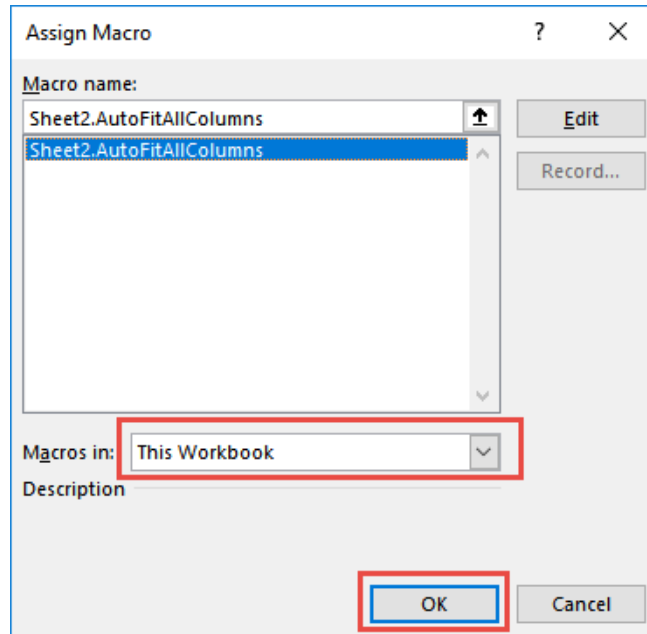 Assign Macro ?
Macro name:
Sheet2.AutoFitAllColumns
Edit
Sheet2.AutoFitAllColumns
Record...
Macros in: This Workbook
Description
OK Cancel